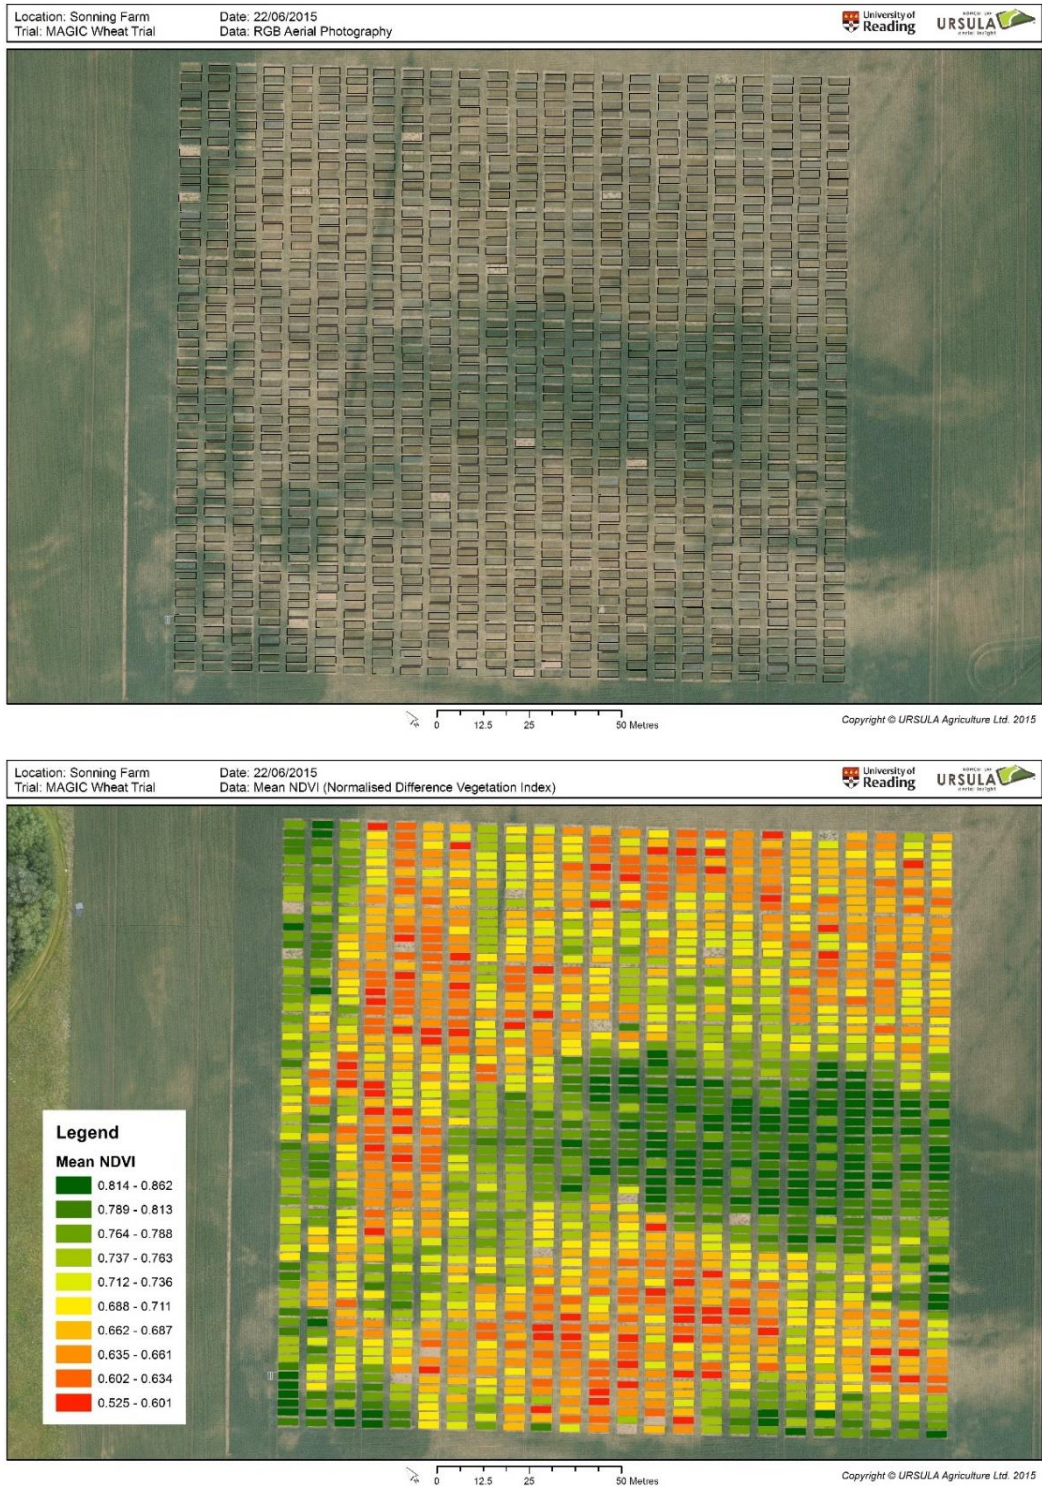 Location: Sonning Farm
Trial: MAGIC Wheat Trial
Date: 22/06/2015
Data: RGB Aerial Photography
University of
Reading
URSULA
aerial insight
0 12.5 25 50 Metres
Copyright © URSULA Agriculture Ltd. 2015
Location: Sonning Farm
Trial: MAGIC Wheat Trial
Date: 22/06/2015
Data: Mean NDVI (Normalised Difference Vegetation Index)
University of
Reading
URSULA
aerial insight
Legend
Mean NDVI
0.814 - 0.862
0.789 - 0.813
0.764 - 0.788
0.737 - 0.763
0.712 - 0.736
0.688 - 0.711
0.662 - 0.687
0.635 - 0.661
0.602 - 0.634
0.525 - 0.601
0 12.5 25 50 Metres
Copyright © URSULA Agriculture Ltd. 2015